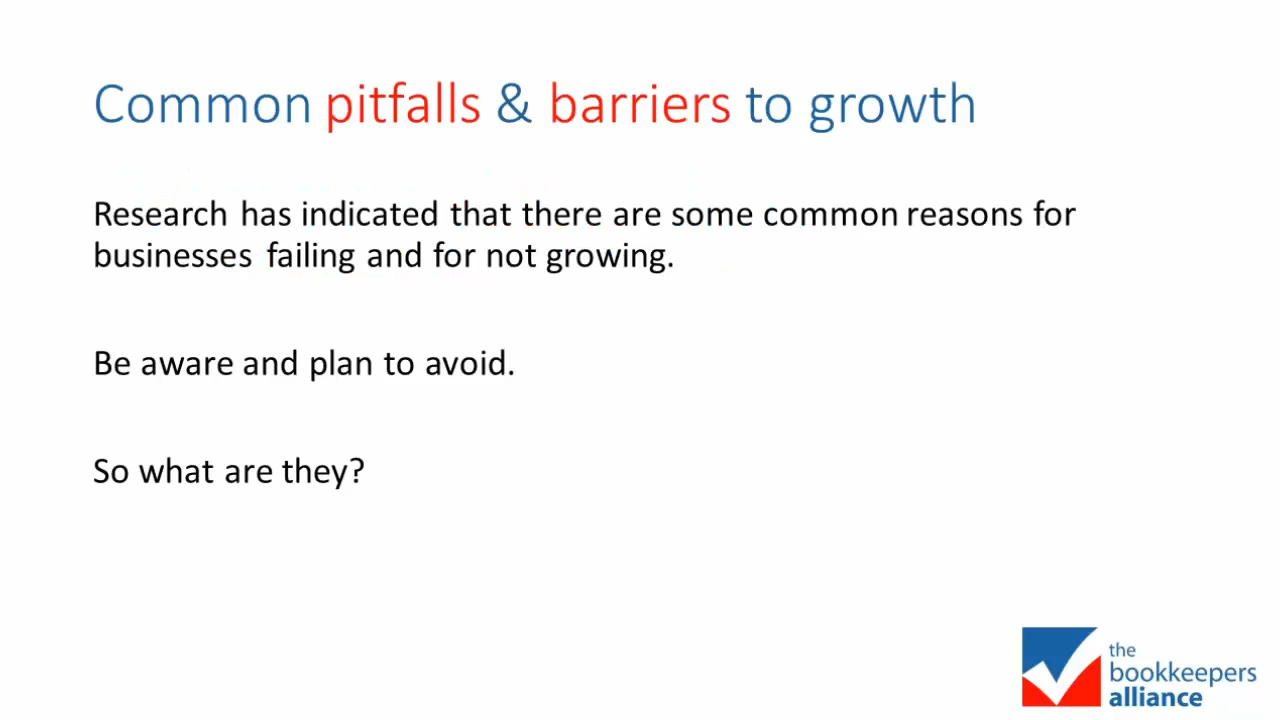 Common pitfalls & barriers to growth
Research has indicated that there are some common reasons for
businesses failing and for not growing.
Be aware and plan to avoid.
So what are they?
the
bookkeepers
alliance